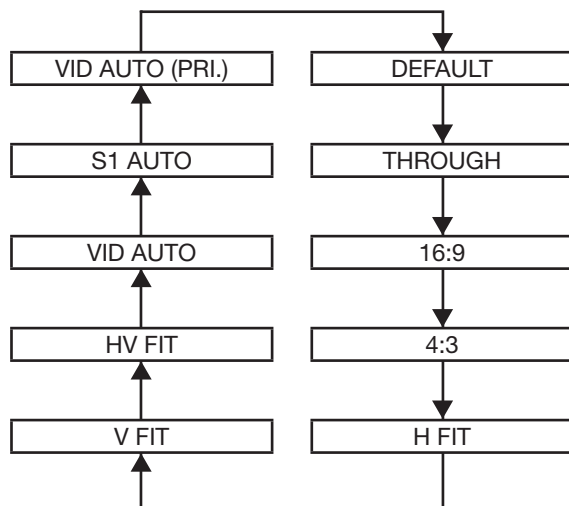 VID AUTO (PRI.)
DEFAULT
S1 AUTO
THROUGH
VID AUTO
16:9
HV FIT
4:3
V FIT
H FIT